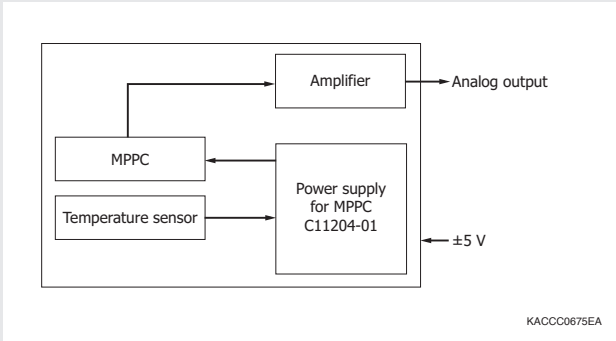 Amplifier
Analog output
MPPC
Power supply
for MPPC
C11204-01
Temperature sensor
±5 V
KACCC0675EA